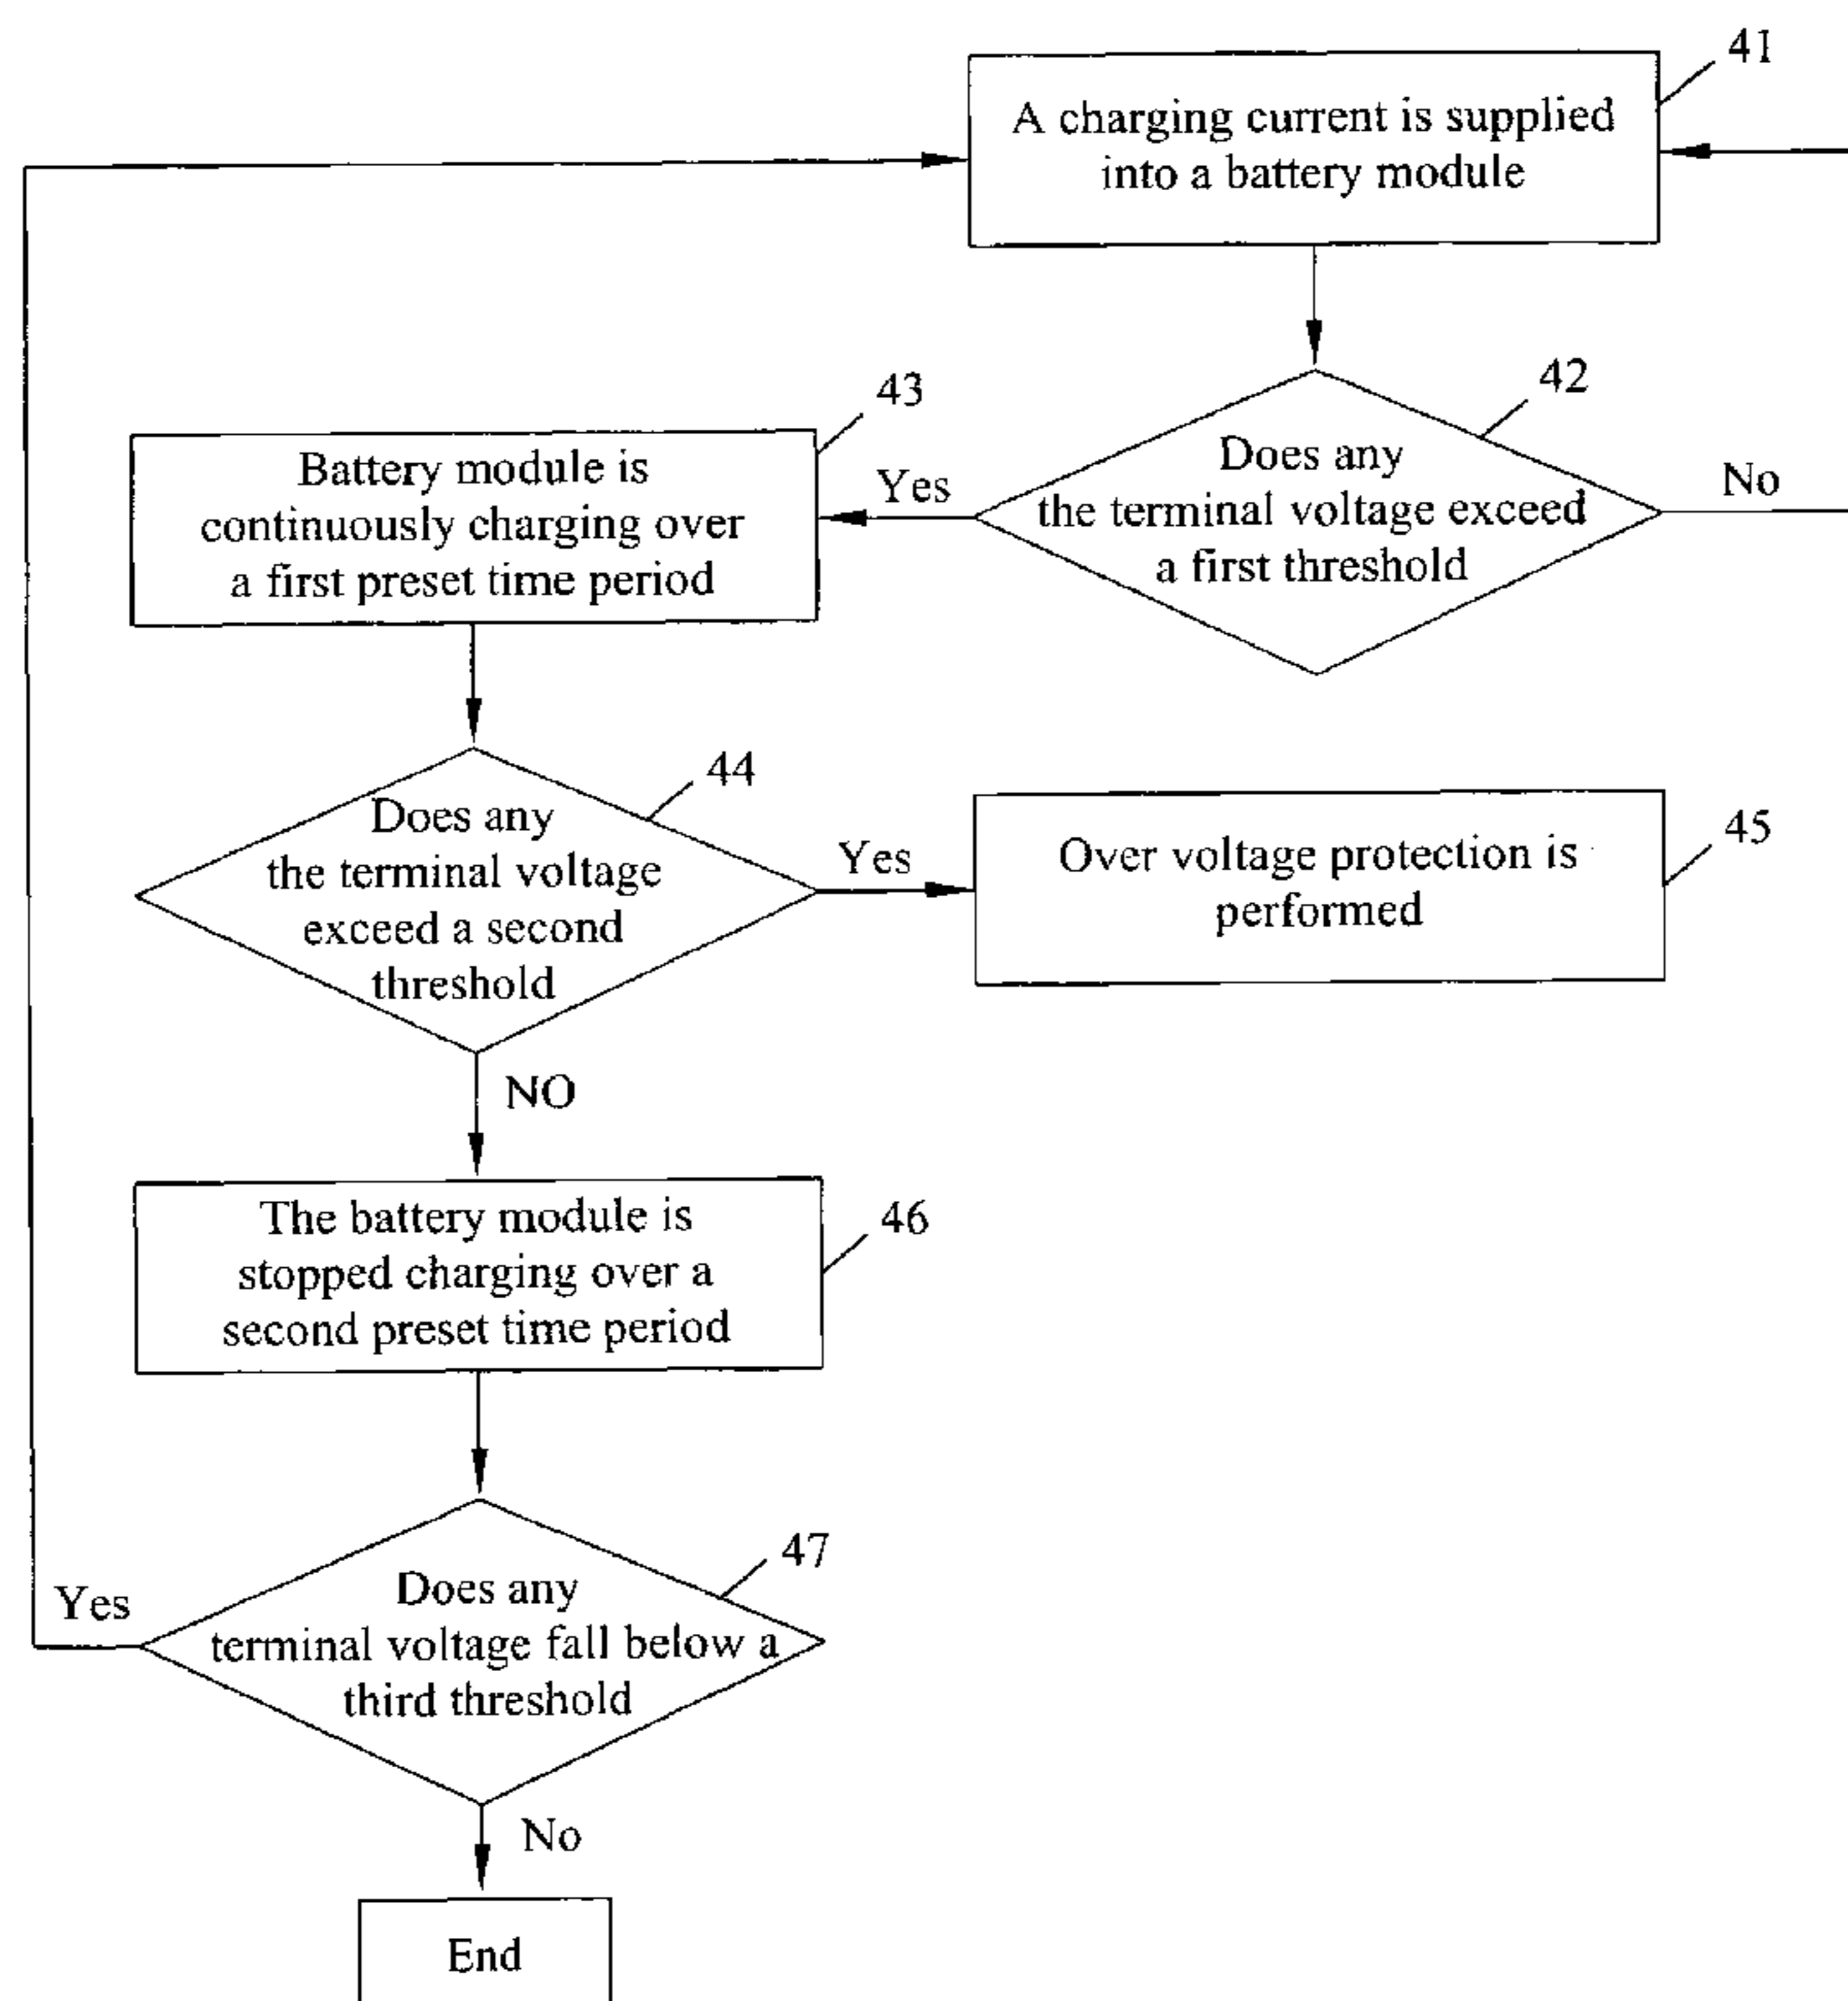 41
A charging current is supplied
into a battery module
42
Does any
the terminal voltage exceed
a first threshold
Yes
No
43
Battery module is
continuously charging over
a first preset time period
44
Does any
the terminal voltage
exceed a second
threshold
Yes
45
Over voltage protection is
performed
NO
46
The battery module is
stopped charging over a
second preset time period
47
Does any
terminal voltage fall below a
third threshold
Yes
No
End